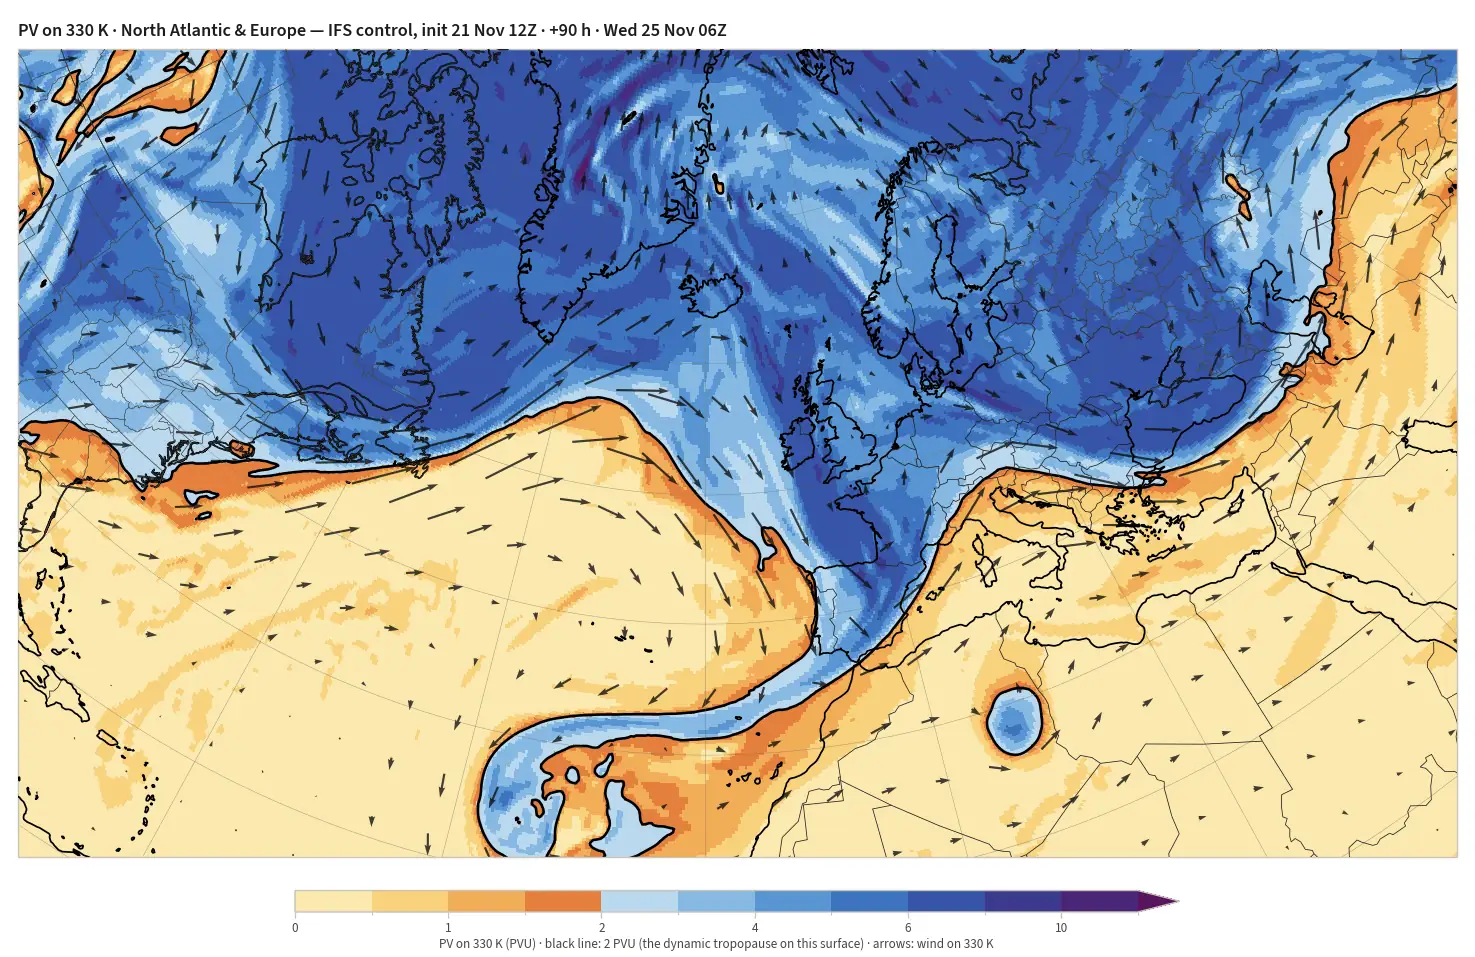 PV on 330 K · North Atlantic & Europe — IFS control, init 21 Nov 12Z · +90 h · Wed 25 Nov 06Z
0 1 2 4 6 10
PV on 330 K (PVU) · black line: 2 PVU (the dynamic tropopause on this surface) · arrows: wind on 330 K